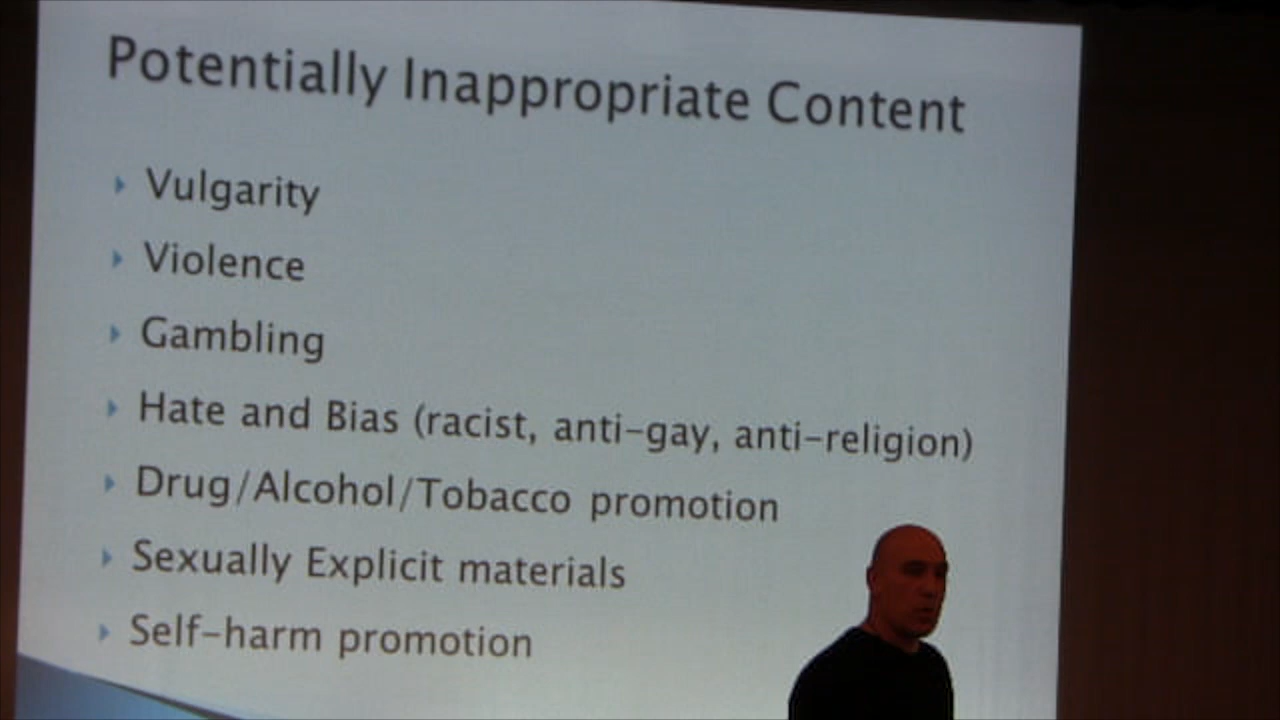 Potentially Inappropriate Content
Vulgarity
Violence
Gambling
Hate and Bias (racist, anti-gay, anti-religion)
Drug/Alcohol/Tobacco promotion
Sexually Explicit materials
Self-harm promotion